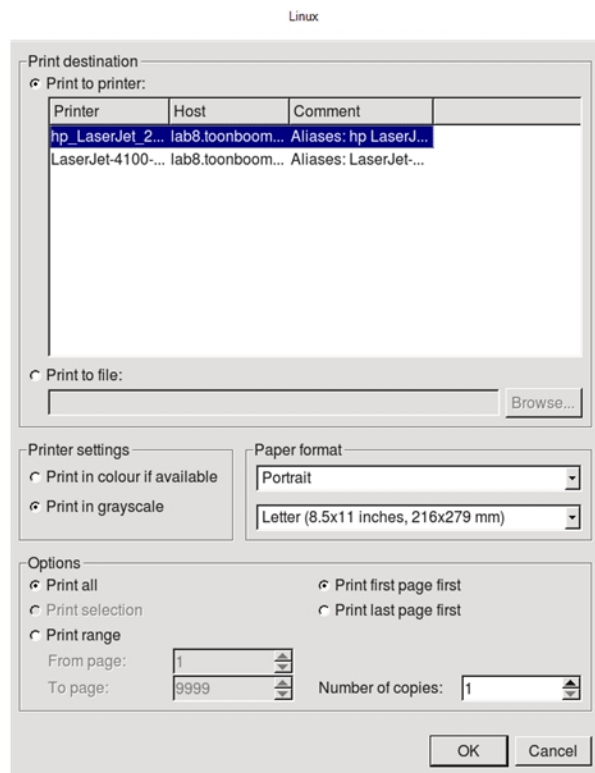 Linux
Print destination
Print to printer:
Printer Host Comment
hp_LaserJet_2... lab8.toonboom... Aliases: hp LaserJ...
LaserJet-4100-... lab8.toonboom... Aliases: LaserJet-...
Print to file:
Browse...
Printer settings
Print in colour if available
Print in grayscale
Paper format
Portrait
Letter (8.5x11 inches, 216x279 mm)
Options
Print all
Print selection
Print range
From page: 1
To page: 9999
Print first page first
Print last page first
Number of copies: 1
OK Cancel